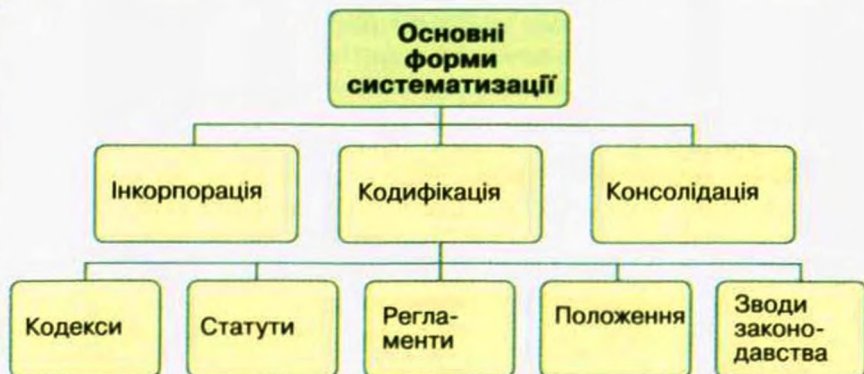 Основні
форми
систематизації
Інкорпорація
Кодифікація
Консолідація
Кодекси
Статути
Регла-
менти
Положення
Зводи
законо-
давства